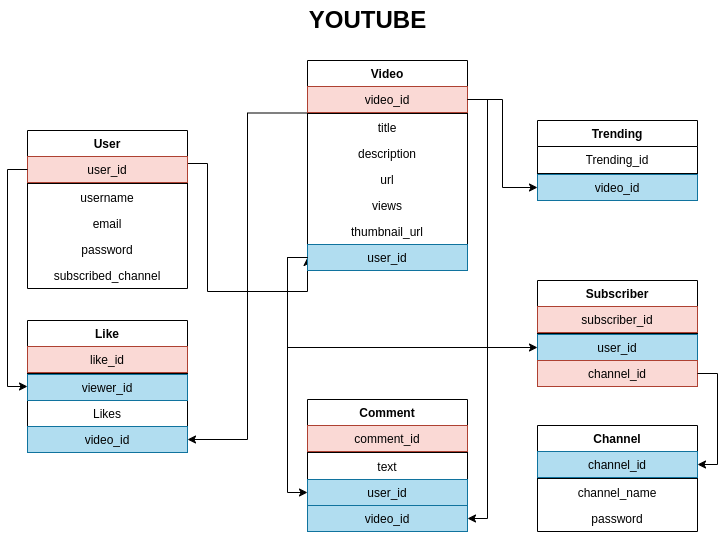 YOUTUBE
User
user_id
username
email
password
subscribed_channel
Like
like_id
viewer_id
Likes
video_id
Video
video_id
title
description
url
views
thumbnail_url
user_id
Comment
comment_id
text
user_id
video_id
Trending
Trending_id
video_id
Subscriber
subscriber_id
user_id
channel_id
Channel
channel_id
channel_name
password